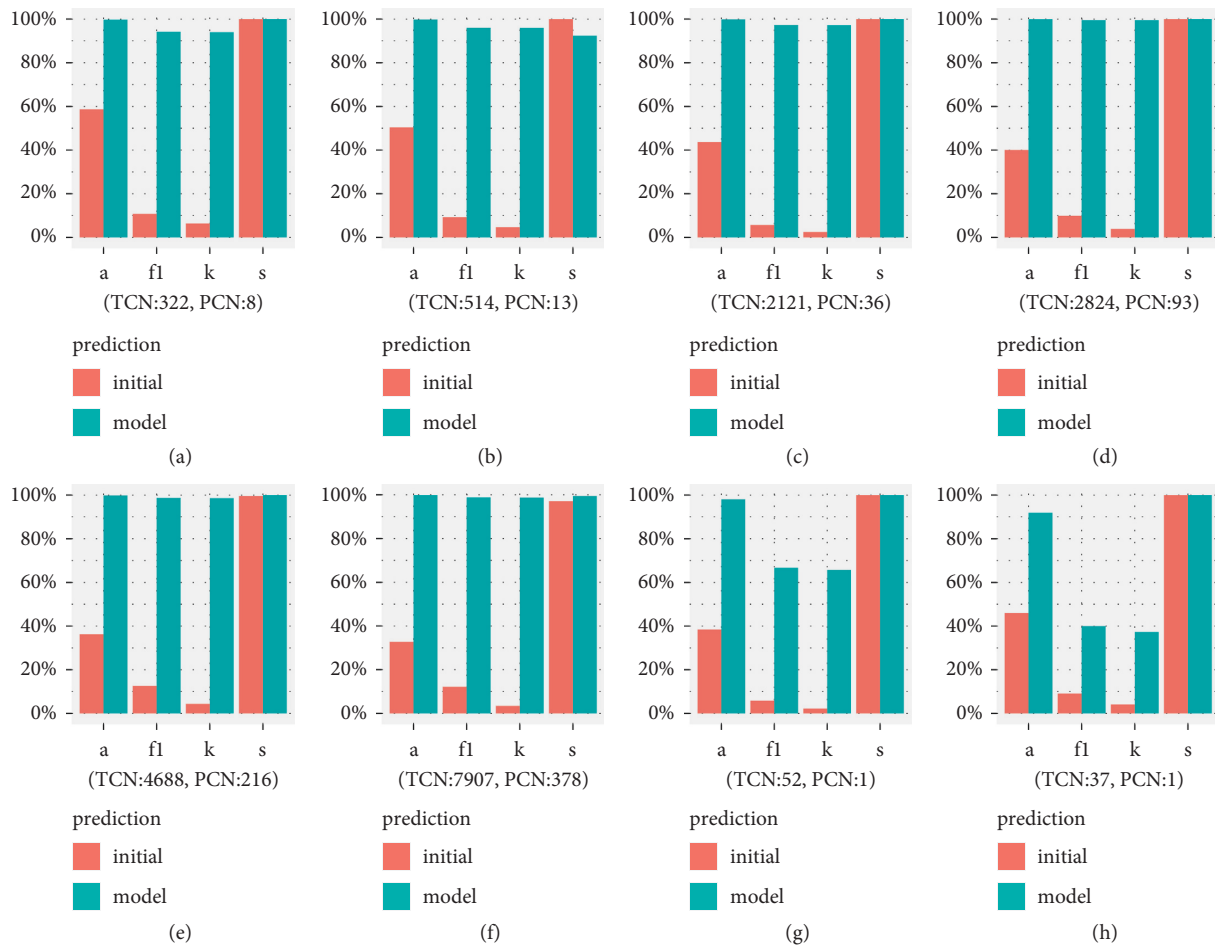 100%
80%
60%
40%
20%
0%
a f1 k s
(TCN:322, PCN:8)
prediction
initial
model
(a)
100%
80%
60%
40%
20%
0%
a f1 k s
(TCN:514, PCN:13)
prediction
initial
model
(b)
100%
80%
60%
40%
20%
0%
a f1 k s
(TCN:2121, PCN:36)
prediction
initial
model
(c)
100%
80%
60%
40%
20%
0%
a f1 k s
(TCN:2824, PCN:93)
prediction
initial
model
(d)
100%
80%
60%
40%
20%
0%
a f1 k s
(TCN:4688, PCN:216)
prediction
initial
model
(e)
100%
80%
60%
40%
20%
0%
a f1 k s
(TCN:7907, PCN:378)
prediction
initial
model
(f)
100%
80%
60%
40%
20%
0%
a f1 k s
(TCN:52, PCN:1)
prediction
initial
model
(g)
100%
80%
60%
40%
20%
0%
a f1 k s
(TCN:37, PCN:1)
prediction
initial
model
(h)